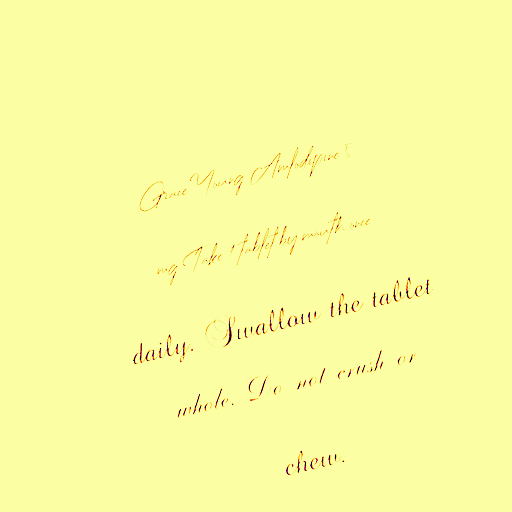 Grace Young Amlodipine 5
mg Take 1 tablet by mouth once
daily. Swallow the tablet
whole. Do not crush or
chew.